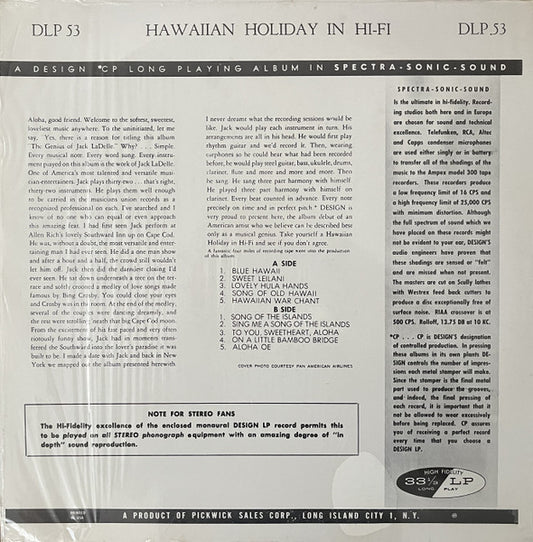 DLP 53 HAWAIIAN HOLIDAY IN HI-FI DLP 53
A DESIGN *CP LONG PLAYING ALBUM IN SPECTRA-SONIC-SOUND
Aloha, good friend. Welcome to the softest, sweetest,
loveliest music anywhere. To the uninitiated, let me
say, Yes, there is a reason for titling this album
"The Genius of Jack LaDelle." Why? . . . Simple.
Every musical note. Every word sung. Every instru-
ment played on this album is the work of Jack LaDelle.
One of America's most talented and versatile musi-
cian-entertainers. Jack plays thirty-two . . . that's right,
thirty-two instruments. He plays them well enough
to be carried in the musicians union records as a
recognized professional on each. I've searched and I
know of no one who can equal or even approach
this amazing feat. I had first seen Jack perform at
Allen Rich's lovely Southward Inn up on Cape Cod.
He was, without a doubt, the most versatile and enter-
taining man I had ever seen. He did a one man show
and after a hour and a half, the crowd still wouldn't
let him off. Jack then did the darndest closing I'd
ever seen. He sat down underneath a tree on the ter-
race and softly crooned a medley of love songs made
famous by Bing Crosby. You could close your eyes
and Crosby was in this room. At the end of the medley,
several of the couples were dancing dreamily, and
the rest were strolling neath that big Cape Cod moon.
From the excitement of his fast paced and very often
riotously funny show, Jack had in moments trans-
ferred the Southward into the lover's paradise it was
built to be. I made a date with Jack and back in New
York we mapped out the album presented herewith.
I never dreamt what the recording sessions would be
like. Jack would play each instrument in turn. His
arrangements are all in his head. He would first play
rhythm guitar and we'd record it. Then, wearing
earphones so he could hear what had been recorded
before, he would play steel guitar, bass, ukulele, drums,
clarinet, flute and more and more and more. Then
he sang. He sang three part harmony with himself.
He played three part harmony with himself on
clarinet. Every beat counted in advance. Every note
precisely on time and in perfect pitch.* DESIGN is
very proud to present here, the album debut of an
American artist who we believe can be described best
only as a musical genius. Take yourself a Hawaiian
Holiday in Hi-Fi and see if you don't agree.
*A fantastic four miles of recording tape went into the production
of this album.
A SIDE
1. BLUE HAWAII
2. SWEET LEILANI
3. LOVELY HULA HANDS
4. SONG OF OLD HAWAII
5. HAWAIIAN WAR CHANT
B SIDE
1. SONG OF THE ISLANDS
2. SING ME A SONG OF THE ISLANDS
3. TO YOU, SWEETHEART, ALOHA
4. ON A LITTLE BAMBOO BRIDGE
5. ALOHA OE
COVER PHOTO COURTESY PAN AMERICAN AIRLINES
SPECTRA-SONIC-SOUND
Is the ultimate in hi-fidelity. Record-
ing studios both here and in Europe
are chosen for sound and technical
excellence. Telefunken, RCA, Altec
and Capps condenser microphones
are used either singly or in battery
to transfer all of the shadings of the
music to the Ampex model 300 tape
recorders. These recorders produce
a low frequency of 16 CPS and
a high frequency of 25,000 CPS
with minimum distortion. Although
the full spectrum of sound which we
have placed on these records might
not be evident to your ear, DESIGN'S
audio engineers have proven that
these shadings are sensed or "felt"
and are missed when not present.
The masters are cut on Scully lathes
with Westrex feed back cutters to
produce a disc exceptionally free of
surface noise. RIAA crossover is at
500 CPS. Rolloff, 13.75 DB at 10 KC.
*CP . . . CP is DESIGN'S designation
of controlled production. In pressing
these albums in its own plants DE-
SIGN controls the number of impres-
sions each metal stamper will make.
Since the stamper is the final metal
part used to produce the grooves,
and indeed, the final pressing of
each record, it is important that it
not be allowed to wear excessively
before being replaced. CP assures
you of receiving a perfect record
every time that you choose a
DESIGN LP.
NOTE FOR STEREO FANS
The Hi-Fidelity excellence of the enclosed monaural DESIGN LP record permits this
to be played on all STEREO phonograph equipment with an amazing degree of "in
depth" sound reproduction.
HIGH FIDELITY
33 1/3 LP
LONG PLAY
PRINTED
IN USA
A PRODUCT OF PICKWICK SALES CORP., LONG ISLAND CITY 1, N. Y.